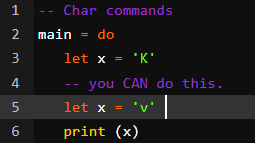 1 -- Char commands
2 main = do
3 let x = 'K'
4 -- you CAN do this.
5 let x = 'v'
6 print (x)